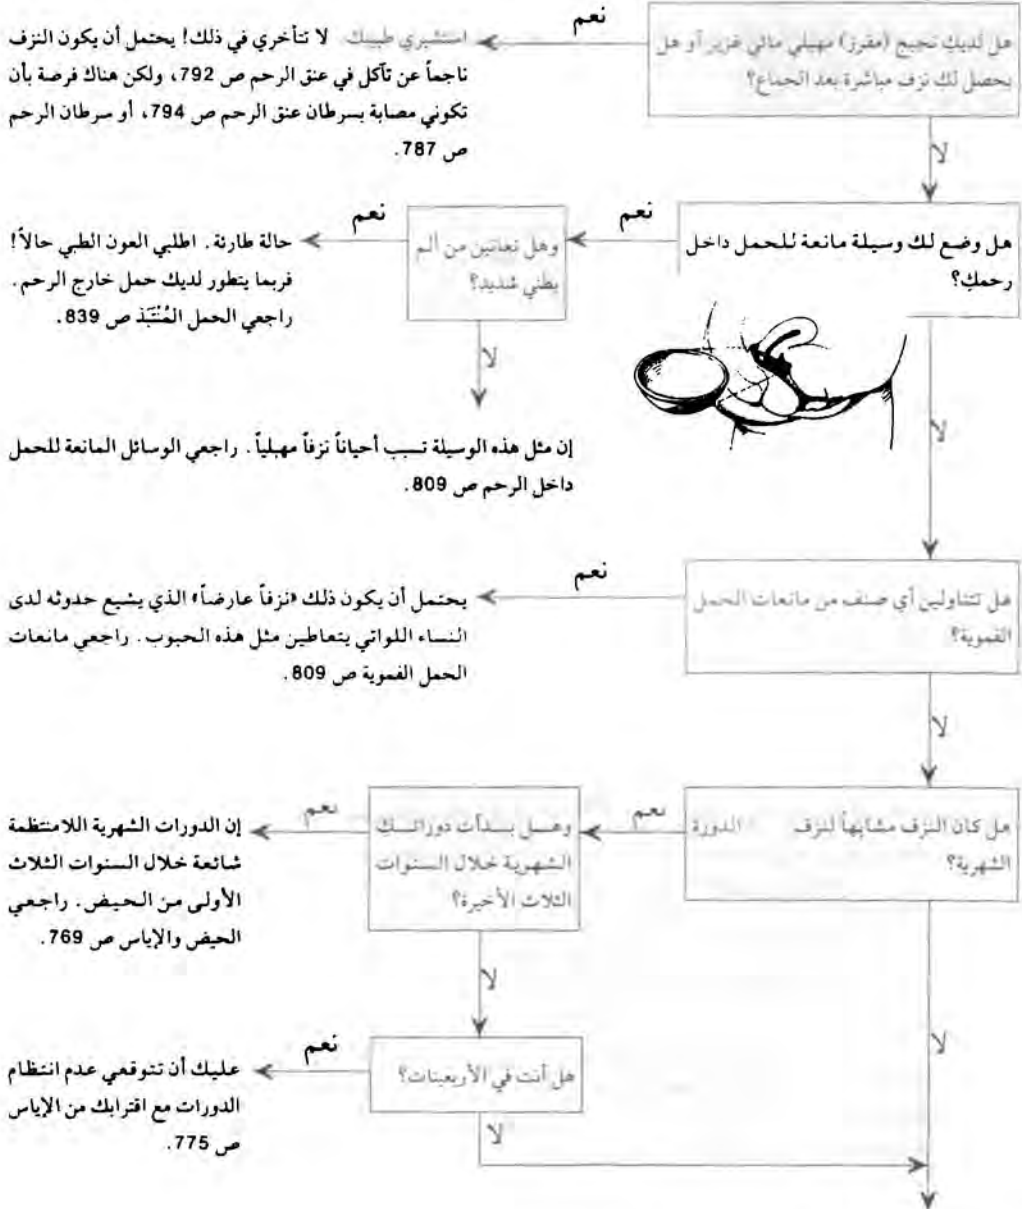 هل لديكِ نجيج (مفرز) مهبلي مائي غزير أو هل
يحصل لك نزف مباشرة بعد الجماع؟
نعم
استشيري طبيبك. لا تتأخري في ذلك! يحتمل أن يكون النزف
ناجماً عن تآكل في عنق الرحم ص 792، ولكن هناك فرصة بأن
تكوني مصابة بسرطان عنق الرحم ص 794، أو سرطان الرحم
ص 787.
لا
هل وضع لك وسيلة مانعة للحمل داخل
رحمكِ؟
نعم
وهل تعانين من ألم
بطني شديد؟
نعم
حالة طارئة. اطلبي العون الطبي حالاً!
فربما يتطور لديك حمل خارج الرحم.
راجعي الحمل المُنْتَبَذ ص 839.
لا
إن مثل هذه الوسيلة تسبب أحياناً نزفاً مهبلياً. راجعي الوسائل المانعة للحمل
داخل الرحم ص 809.
لا
هل تتناولين أي صنف من مانعات الحمل
الفموية؟
نعم
يحتمل أن يكون ذلك «نزفاً عارضاً» الذي يشيع حدوثه لدى
النساء اللواتي يتعاطين مثل هذه الحبوب. راجعي مانعات
الحمل الفموية ص 809.
لا
هل كان النزف مشابهاً لنزف الدورة
الشهرية؟
نعم
وهل بدأت دوراتك
الشهرية خلال السنوات
الثلاث الأخيرة؟
نعم
إن الدورات الشهرية اللامنتظمة
شائعة خلال السنوات الثلاث
الأولى من الحيض. راجعي
الحيض والإياس ص 769.
لا
هل أنت في الأربعينات؟
نعم
عليك أن تتوقعي عدم انتظام
الدورات مع اقترابك من الإياس
ص 775.
لا
لا